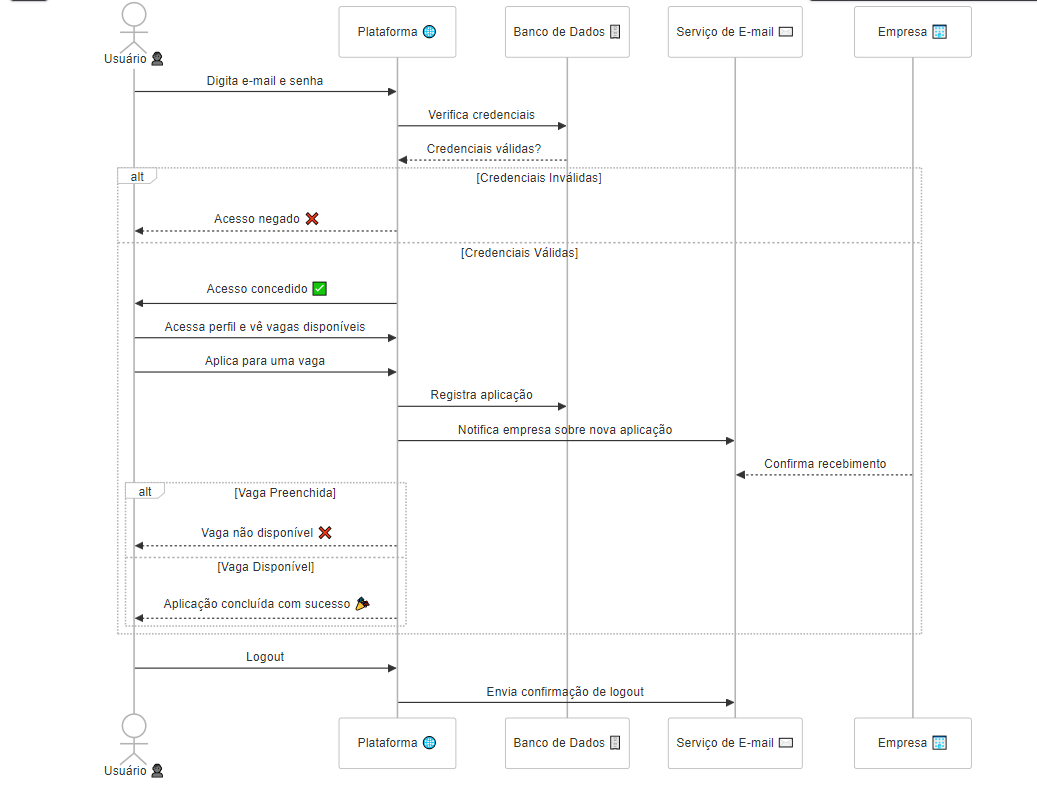 Usuário
Plataforma
Banco de Dados
Serviço de E-mail
Empresa
Digita e-mail e senha
Verifica credenciais
Credenciais válidas?
alt
[Credenciais Inválidas]
Acesso negado ❌
[Credenciais Válidas]
Acesso concedido ✅
Acessa perfil e vê vagas disponíveis
Aplica para uma vaga
Registra aplicação
Notifica empresa sobre nova aplicação
Confirma recebimento
alt
[Vaga Preenchida]
Vaga não disponível ❌
[Vaga Disponível]
Aplicação concluída com sucesso 🎉
Logout
Envia confirmação de logout
Plataforma
Banco de Dados
Serviço de E-mail
Empresa
Usuário